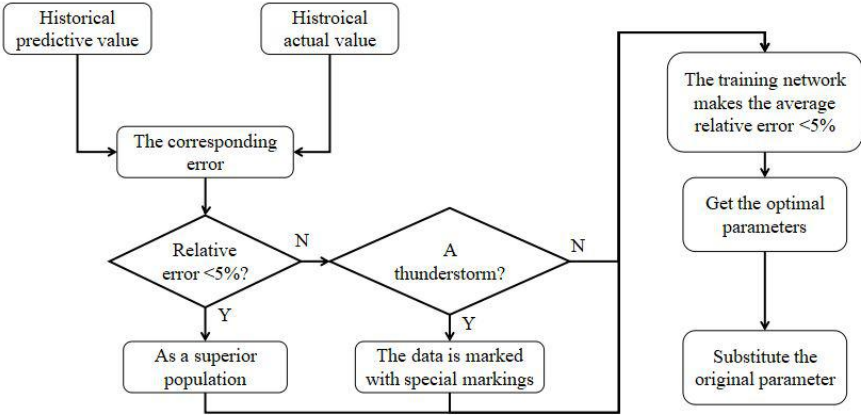 Historical
predictive value
Histroical
actual value
The corresponding
error
Relative
error <5%?
N
Y
A
thunderstorm?
N
Y
As a superior
population
The data is marked
with special markings
The training network
makes the average
relative error <5%
Get the optimal
parameters
Substitute the
original parameter